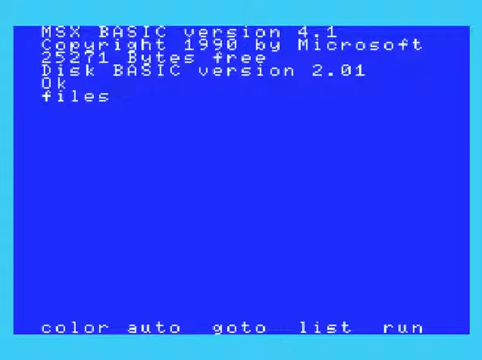 MSX BASIC version 4.1
Copyright 1990 by Microsoft
25271 Bytes free
Disk BASIC version 2.01
Ok
files
color auto goto list run